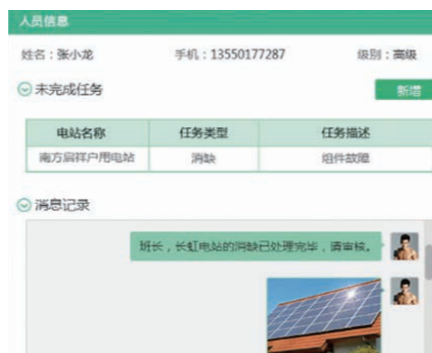 人员信息
姓名：张小龙 手机：13550177287 级别：高级
未完成任务 新增
电站名称 任务类型 任务描述
南方启祥户用电站 消缺 组件故障
消息记录
班长，长虹电站的消缺已处理完毕，请审核。